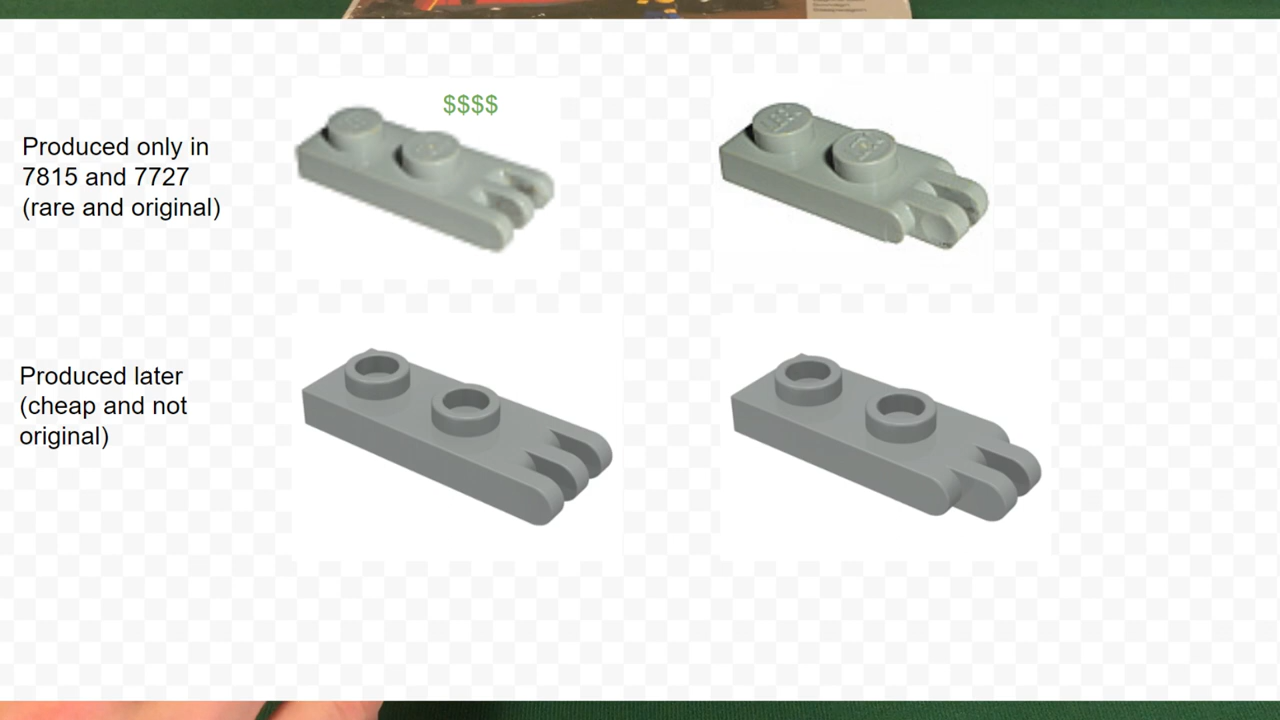 $$$$
Produced only in
7815 and 7727
(rare and original)
Produced later
(cheap and not
original)